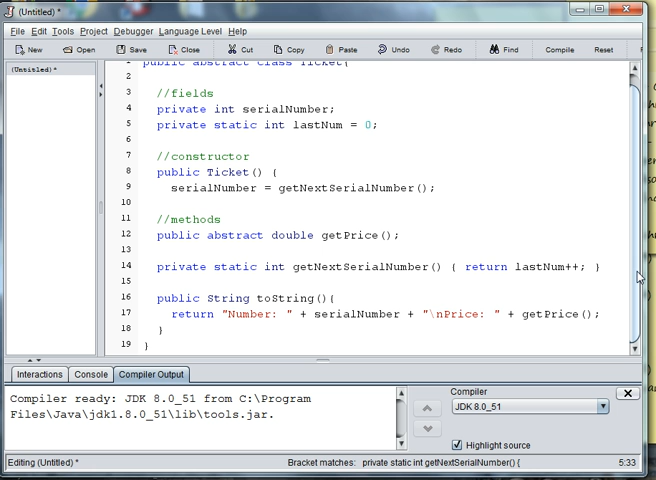 (Untitled) *
File Edit Tools Project Debugger Language Level Help
New Open Save Close Cut Copy Paste Undo Redo Find Compile Reset
(Untitled) *
1 public abstract class Ticket{
2
3 //fields
4 private int serialNumber;
5 private static int lastNum = 0;
6
7 //constructor
8 public Ticket() {
9 serialNumber = getNextSerialNumber();
10
11 //methods
12 public abstract double getPrice();
13
14 private static int getNextSerialNumber() { return lastNum++; }
15
16 public String toString(){
17 return "Number: " + serialNumber + "\nPrice: " + getPrice();
18 }
19 }
Interactions Console Compiler Output
Compiler ready: JDK 8.0_51 from C:\Program
Files\Java\jdk1.8.0_51\lib\tools.jar.
Compiler
JDK 8.0_51
Highlight source
Editing (Untitled) * Bracket matches: private static int getNextSerialNumber() { 5:33